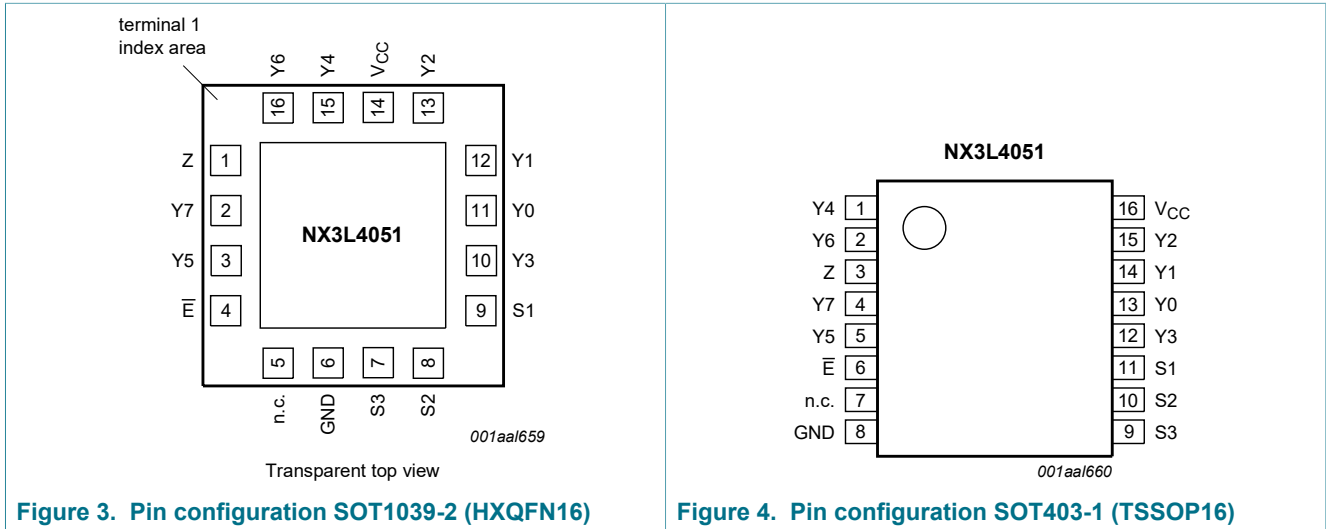 terminal 1
index area
Y6 Y4 VCC Y2
16 15 14 13
Z 1 12 Y1
Y7 2 11 Y0
NX3L4051
Y5 3 10 Y3
E̅ 4 9 S1
5 6 7 8
n.c. GND S3 S2
001aal659
Transparent top view
Figure 3. Pin configuration SOT1039-2 (HXQFN16)
NX3L4051
Y4 1 16 VCC
Y6 2 15 Y2
Z 3 14 Y1
Y7 4 13 Y0
Y5 5 12 Y3
E̅ 6 11 S1
n.c. 7 10 S2
GND 8 9 S3
001aal660
Figure 4. Pin configuration SOT403-1 (TSSOP16)